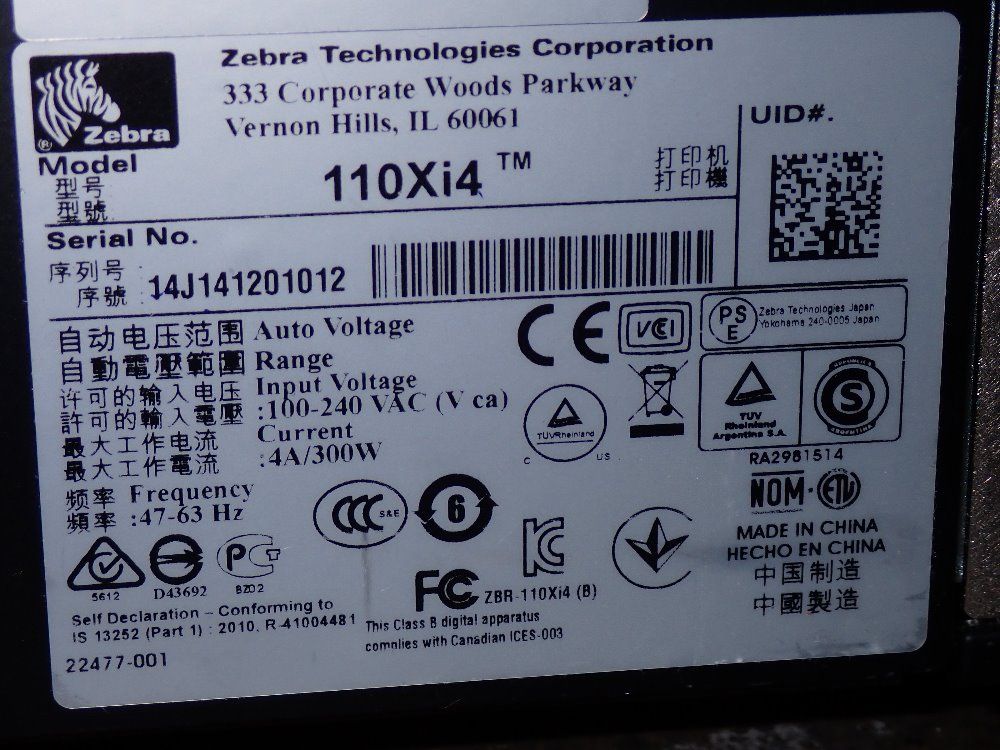 Zebra Technologies Corporation
333 Corporate Woods Parkway
Vernon Hills, IL 60061
Zebra
®
Model
型号
型號
110Xi4 ™
打印机
打印機
UID#.
Serial No.
序列号
序號 : 14J141201012
自动电压范围 Auto Voltage
自動電壓範圍 Range
许可的输入电压 Input Voltage
許可的輸入電壓 :100-240 VAC (V ca)
最大工作电流 Current
最大工作電流 :4A/300W
频率 Frequency
頻率 :47-63 Hz
CE
VCCI
PS
E
Zebra Technologies Japan
Yokohama 240-0005 Japan
TÜVRheinland
C US
TUV
Rheinland
Argentina S.A.
S
ARGENTINA
RA2981514
NOM-
CCC S&E
6
MADE IN CHINA
HECHO EN CHINA
中国制造
中國製造
5612
D43692
PCT
BZ02
FC ZBR-110Xi4 (B)
This Class B digital apparatus
complies with Canadian ICES-003
Self Declaration - Conforming to
IS 13252 (Part 1) : 2010, R-41004481
22477-001